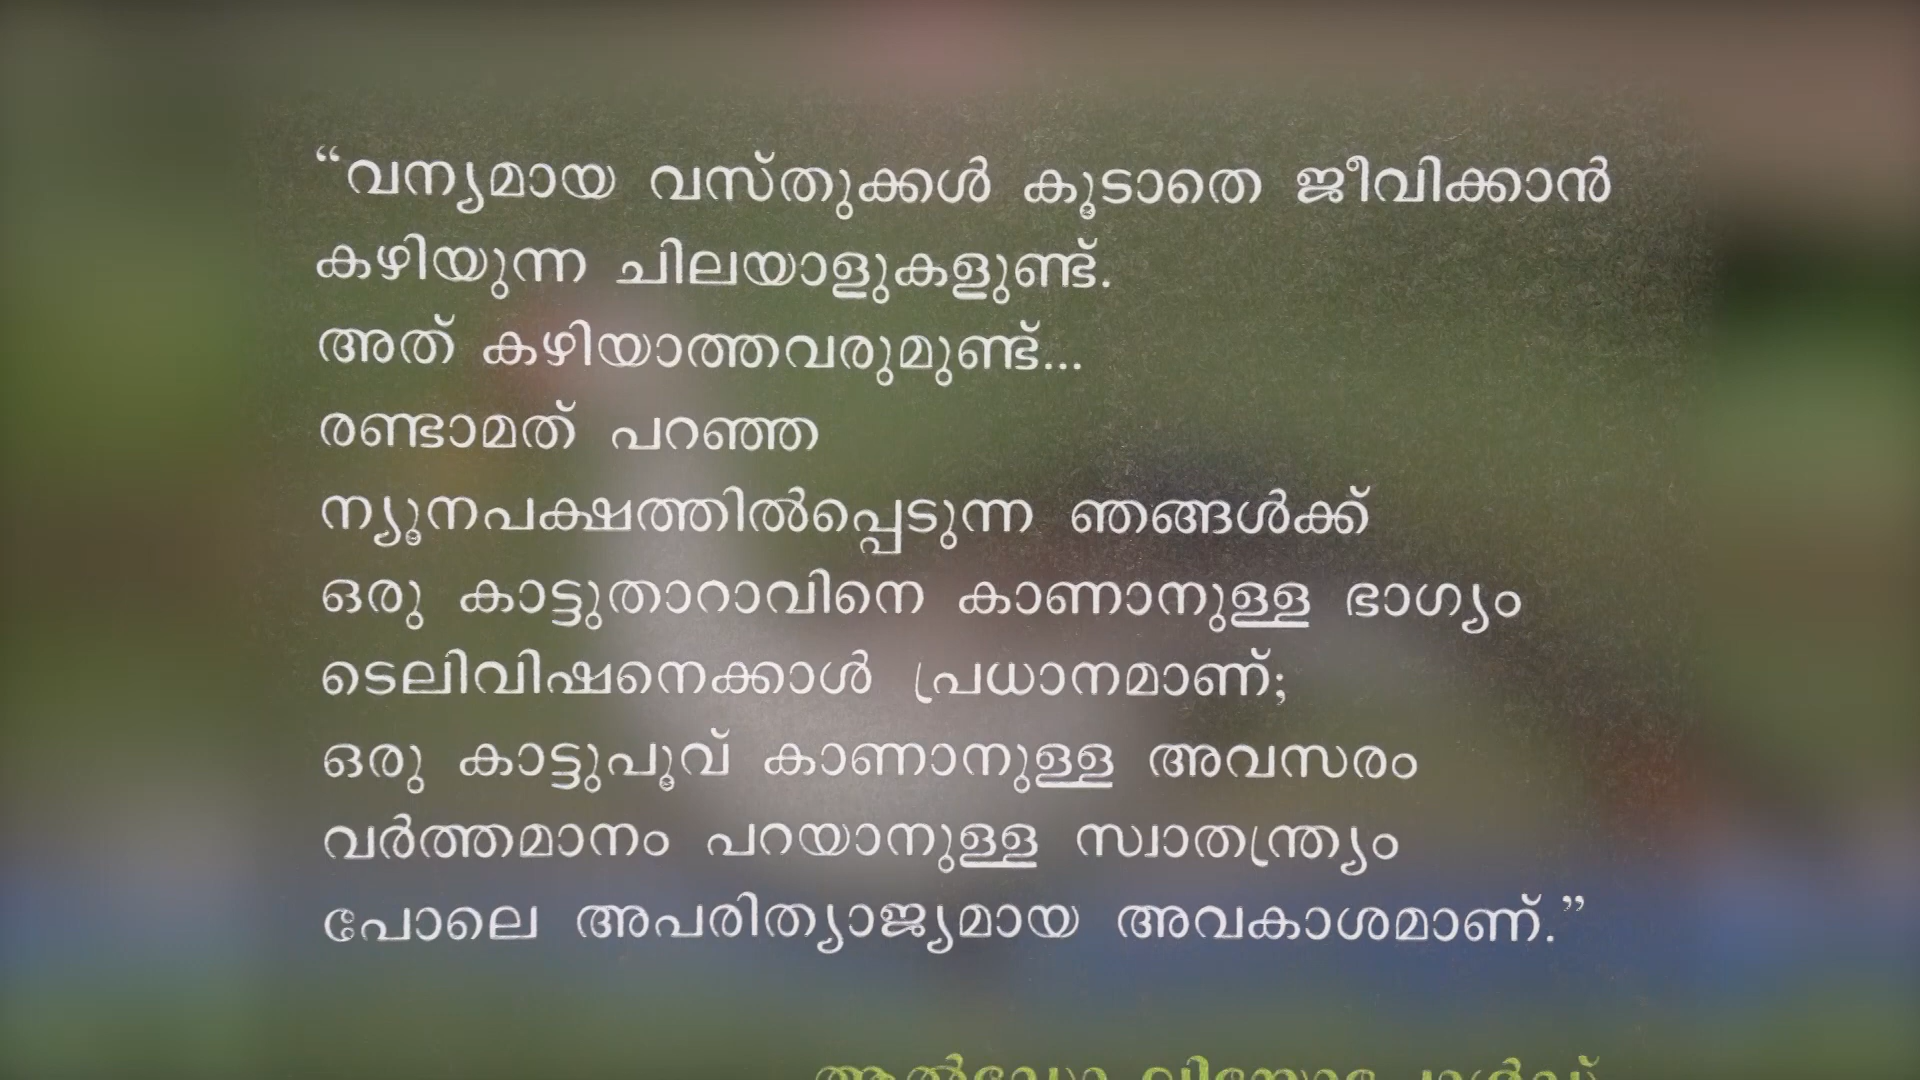 “വന്യമായ വസ്തുക്കൾ കൂടാതെ ജീവിക്കാൻ
കഴിയുന്ന ചിലയാളുകളുണ്ട്.
അത് കഴിയാത്തവരുമുണ്ട്...
രണ്ടാമത് പറഞ്ഞ
ന്യൂനപക്ഷത്തിൽപ്പെടുന്ന ഞങ്ങൾക്ക്
ഒരു കാട്ടുതാറാവിനെ കാണാനുള്ള ഭാഗ്യം
ടെലിവിഷനെക്കാൾ പ്രധാനമാണ്;
ഒരു കാട്ടുപൂവ് കാണാനുള്ള അവസരം
വർത്തമാനം പറയാനുള്ള സ്വാതന്ത്ര്യം
പോലെ അപരിത്യാജ്യമായ അവകാശമാണ്.”